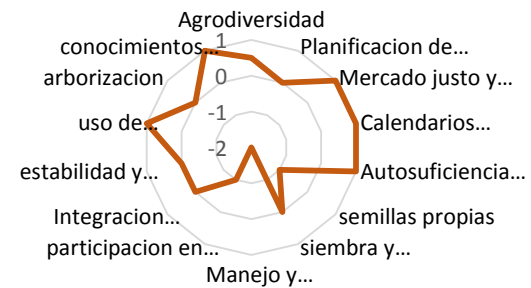 Agrodiversidad
1
conocimientos…
Planificacion de…
arborizacion
0
Mercado justo y…
uso de…
-1
Calendarios…
-2
estabilidad y…
Autosuficiencia…
Integracion…
semillas propias
participacion en…
siembra y…
Manejo y…